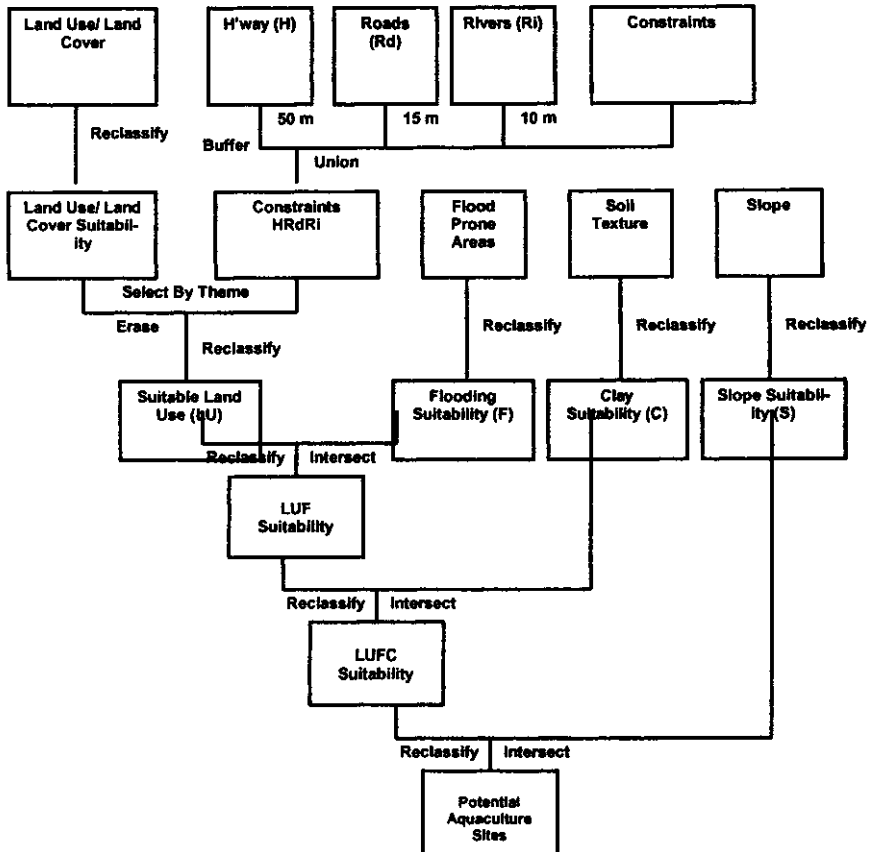 Land Use/ Land
Cover
H'way (H)
Roads
(Rd)
Rivers (Ri)
Constraints
Reclassify
50 m
15 m
10 m
Buffer
Union
Land Use/ Land
Cover Suitabil-
ity
Constraints
HRdRi
Flood
Prone
Areas
Soil
Texture
Slope
Select By Theme
Erase
Reclassify
Reclassify
Reclassify
Reclassify
Suitable Land
Use (LU)
Flooding
Suitability (F)
Clay
Suitability (C)
Slope Suitabil-
ity (S)
Reclassify
Intersect
LUF
Suitability
Reclassify
Intersect
LUFC
Suitability
Reclassify
Intersect
Potential
Aquaculture
Sites